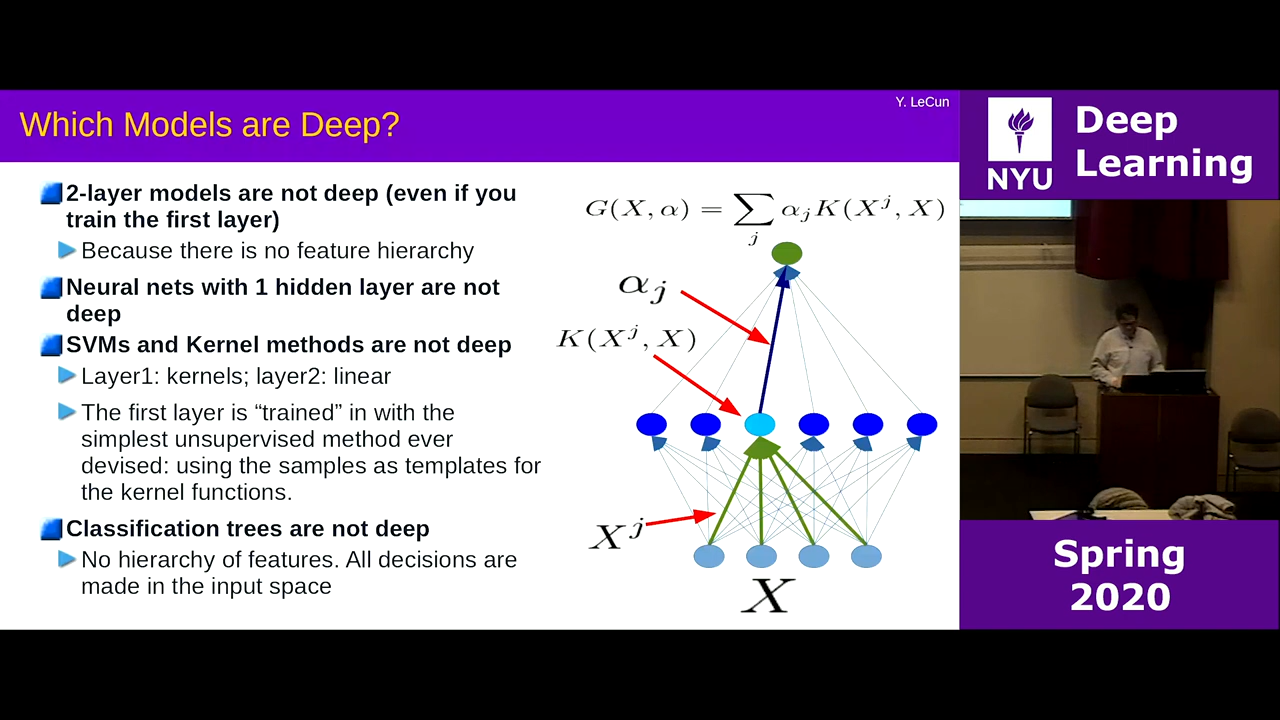 Y. LeCun
Which Models are Deep?
2-layer models are not deep (even if you
train the first layer)
Because there is no feature hierarchy
Neural nets with 1 hidden layer are not
deep
SVMs and Kernel methods are not deep
Layer1: kernels; layer2: linear
The first layer is “trained” in with the
simplest unsupervised method ever
devised: using the samples as templates for
the kernel functions.
Classification trees are not deep
No hierarchy of features. All decisions are
made in the input space
G(X, α) = ∑_j α_j K(X^j, X)
α_j
K(X^j, X)
X^j
X
NYU
Deep
Learning
Spring
2020